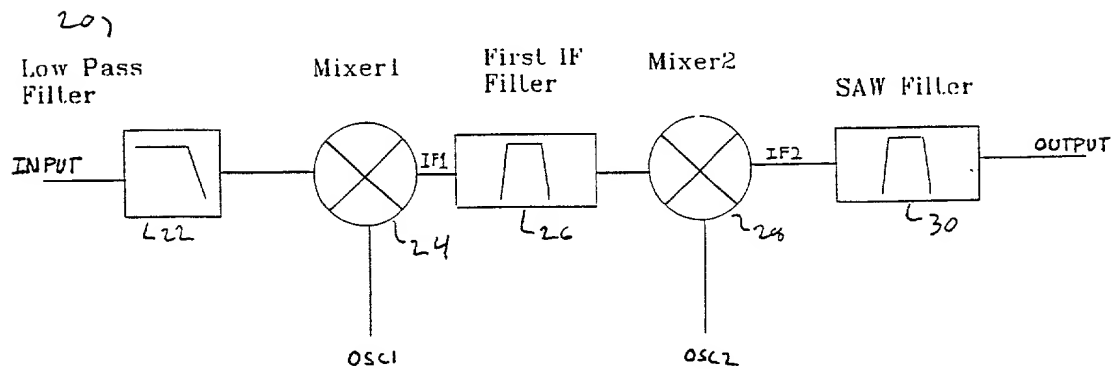 20
Low Pass
Filter
Mixer1
First IF
Filter
Mixer2
SAW Filter
INPUT
IF1
IF2
OUTPUT
22
24
26
28
30
OSC1
OSC2